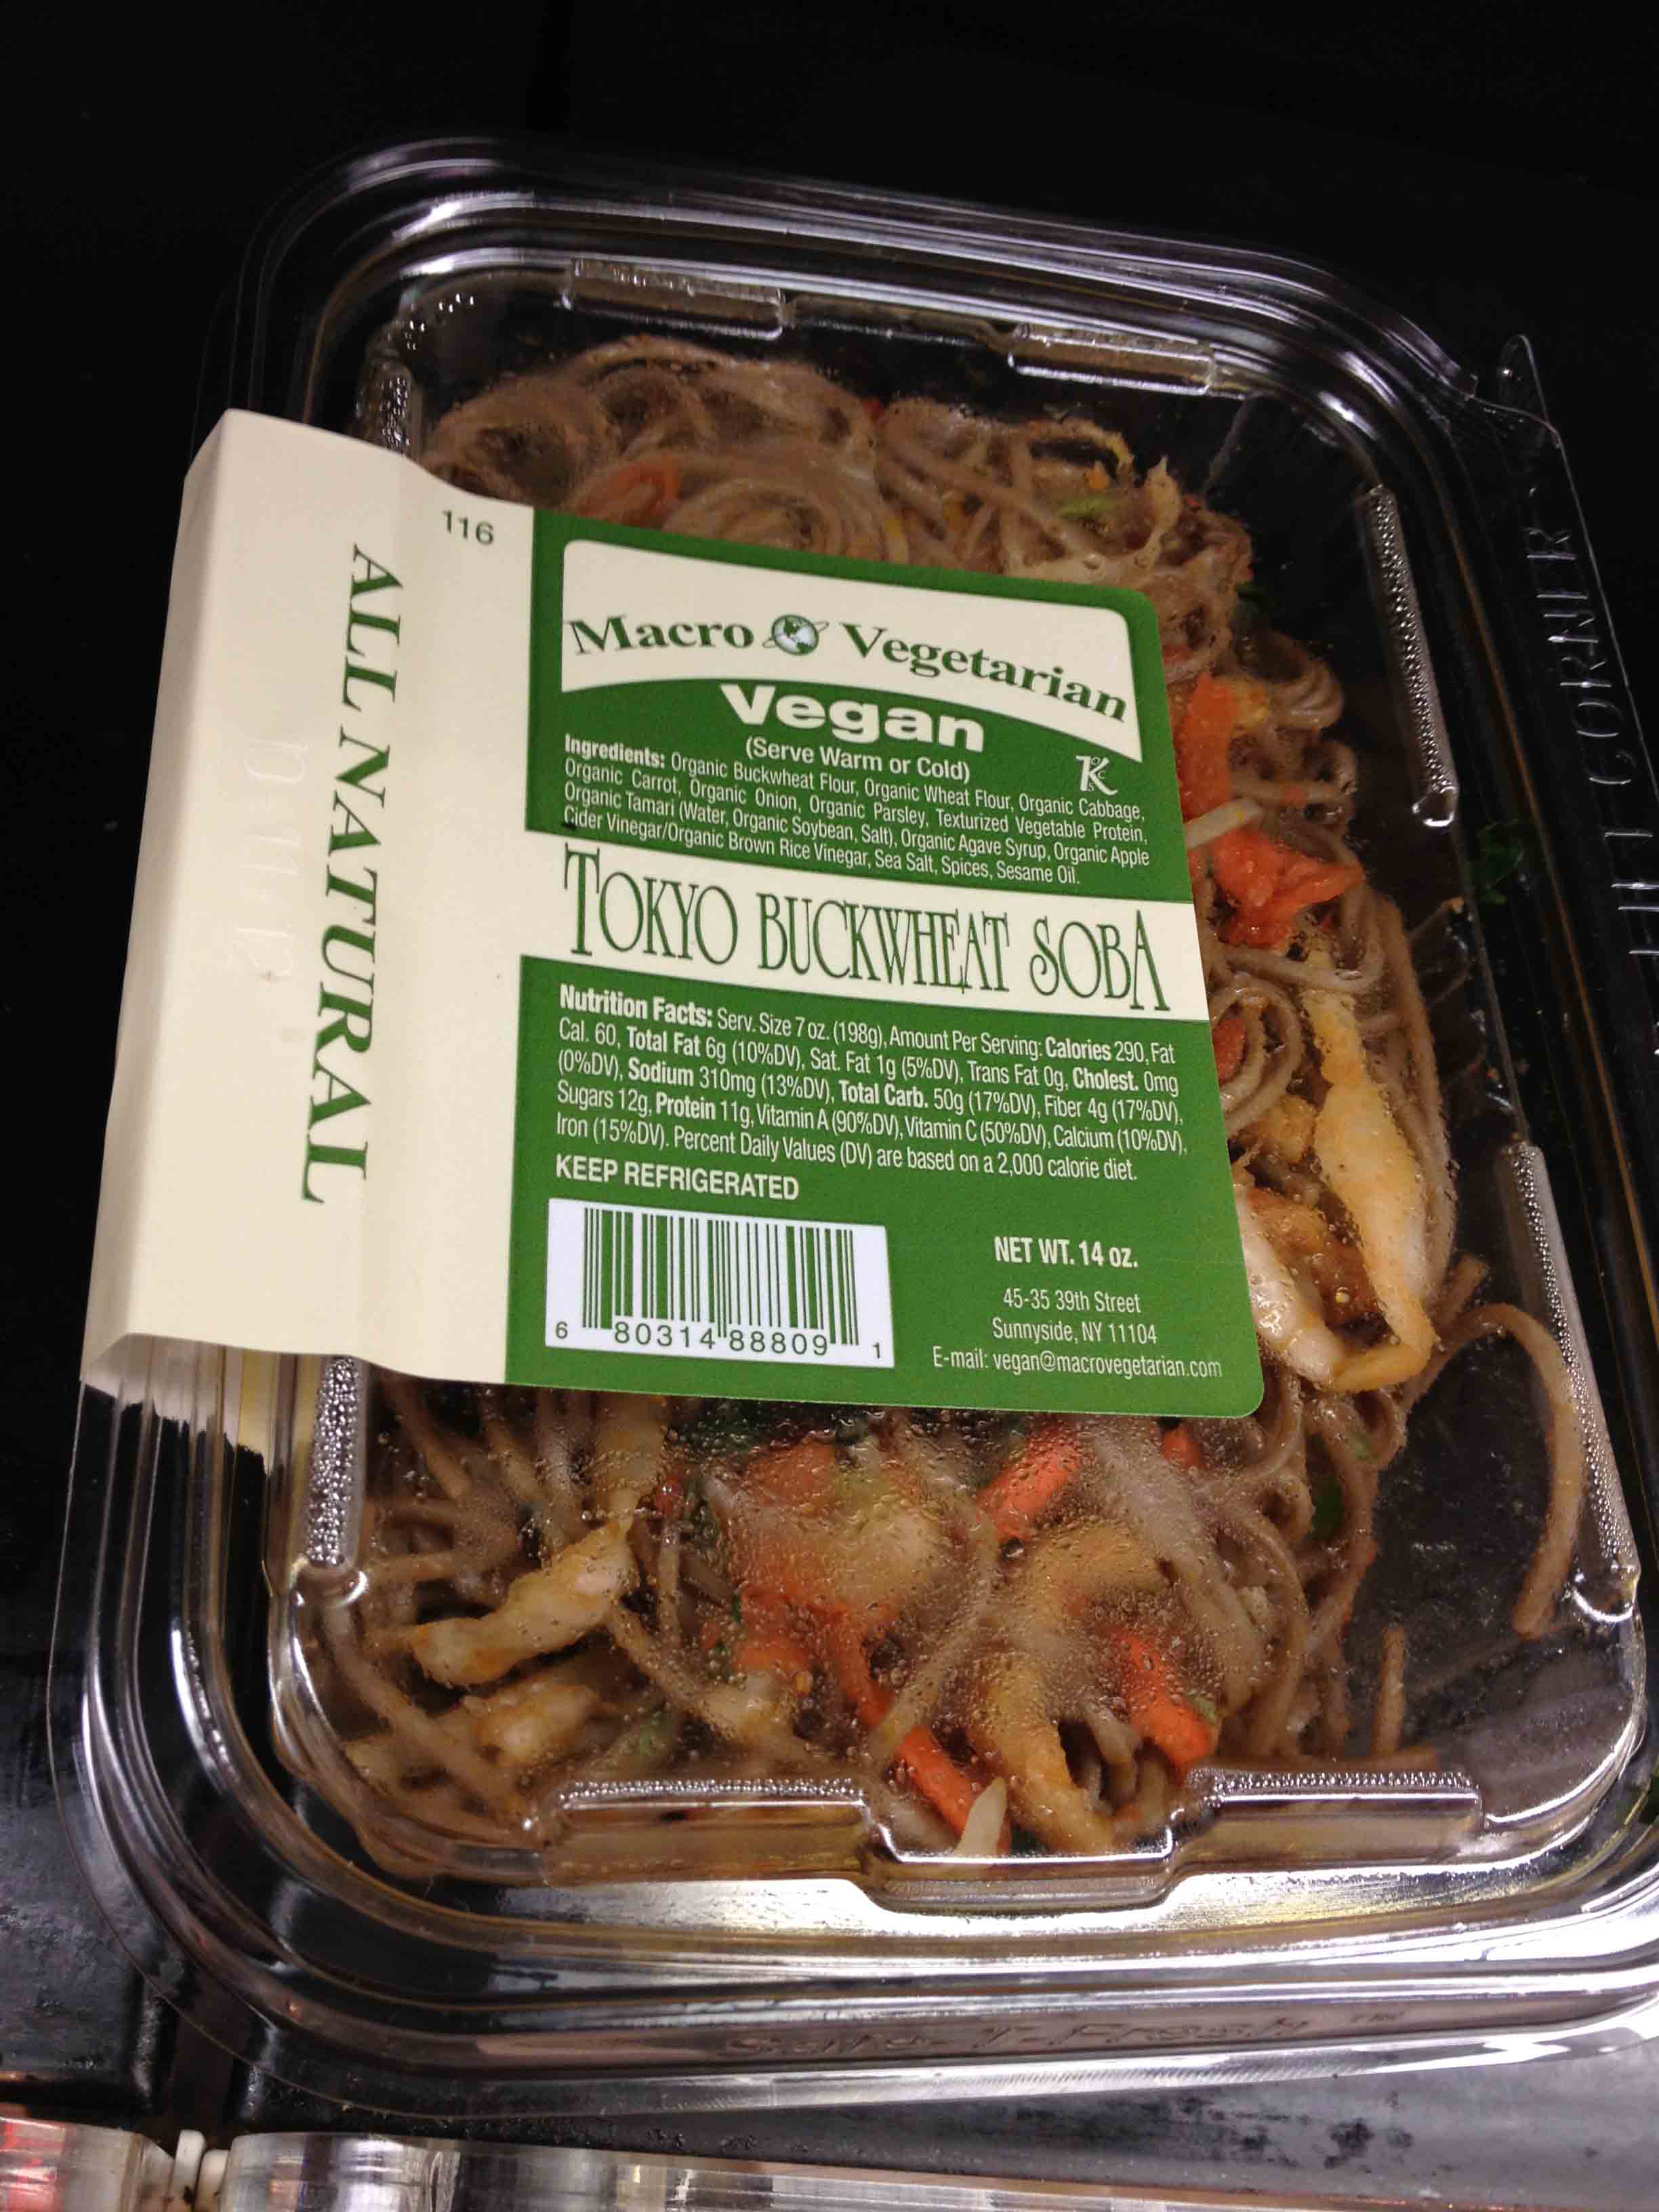 116
ALL NATURAL
Macro Vegetarian
Vegan
(Serve Warm or Cold)
K
Ingredients: Organic Buckwheat Flour, Organic Wheat Flour, Organic Cabbage,
Organic Carrot, Organic Onion, Organic Parsley, Texturized Vegetable Protein,
Organic Tamari (Water, Organic Soybean, Salt), Organic Agave Syrup, Organic Apple
Cider Vinegar/Organic Brown Rice Vinegar, Sea Salt, Spices, Sesame Oil.
TOKYO BUCKWHEAT SOBA
Nutrition Facts: Serv. Size 7 oz. (198g), Amount Per Serving: Calories 290, Fat
Cal. 60, Total Fat 6g (10%DV), Sat. Fat 1g (5%DV), Trans Fat 0g, Cholest. 0mg
(0%DV), Sodium 310mg (13%DV), Total Carb. 50g (17%DV), Fiber 4g (17%DV),
Sugars 12g, Protein 11g, Vitamin A (90%DV), Vitamin C (50%DV), Calcium (10%DV),
Iron (15%DV). Percent Daily Values (DV) are based on a 2,000 calorie diet.
KEEP REFRIGERATED
6 80314 88809 1
NET WT. 14 oz.
45-35 39th Street
Sunnyside, NY 11104
E-mail: vegan@macrovegetarian.com
CORNER